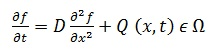 ∂f/∂t = D ∂²f/∂x² + Q (x, t) ϵ Ω